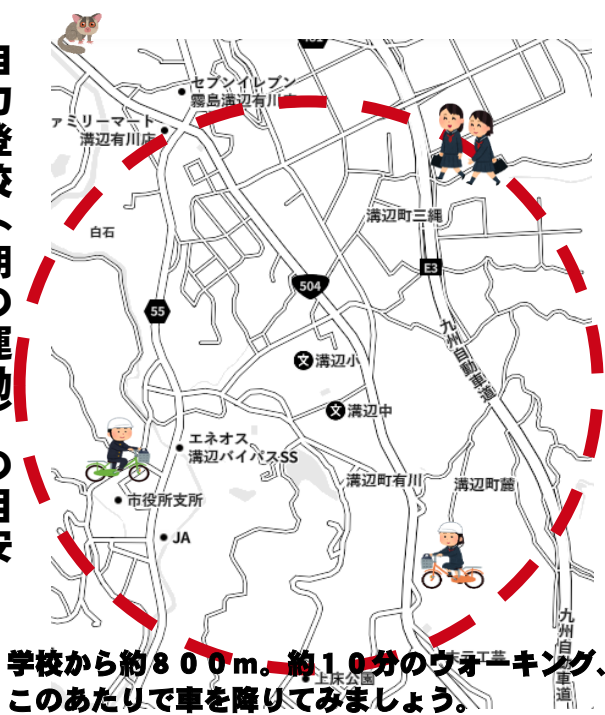 自力登校（朝の運動）の目安
セブンイレブン
霧島溝辺有川店
ァミリーマート
溝辺有川店
白石
溝辺町三縄
E3
504
55
九州自動車道
文 溝辺小
文 溝辺中
エネオス
溝辺バイパスSS
溝辺町有川
溝辺町麓
市役所支所
JA
九州自動車道
上床公園
学校から約８００ｍ。約１０分のウォーキング、
このあたりで車を降りてみましょう。